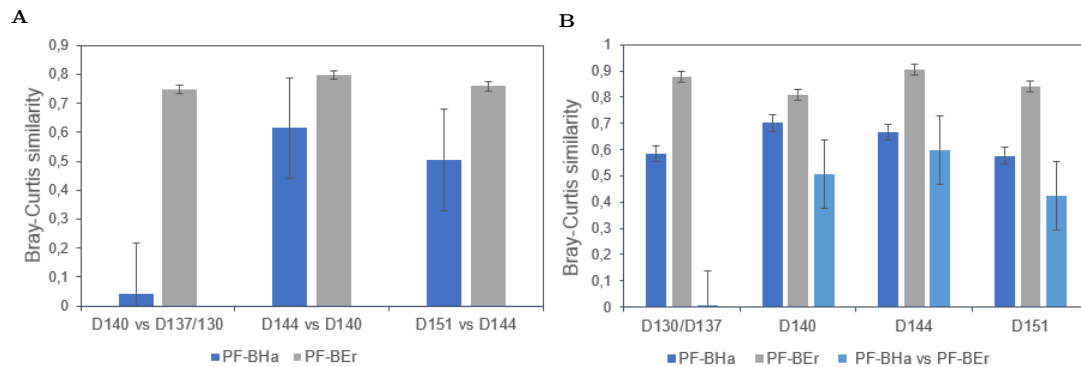 A
Bray-Curtis similarity
0,9
0,8
0,7
0,6
0,5
0,4
0,3
0,2
0,1
0
D140 vs D137/130 D144 vs D140 D151 vs D144
PF-BHa PF-BEr
B
Bray-Curtis similarity
1
0,9
0,8
0,7
0,6
0,5
0,4
0,3
0,2
0,1
0
D130/D137 D140 D144 D151
PF-BHa PF-BEr PF-BHa vs PF-BEr